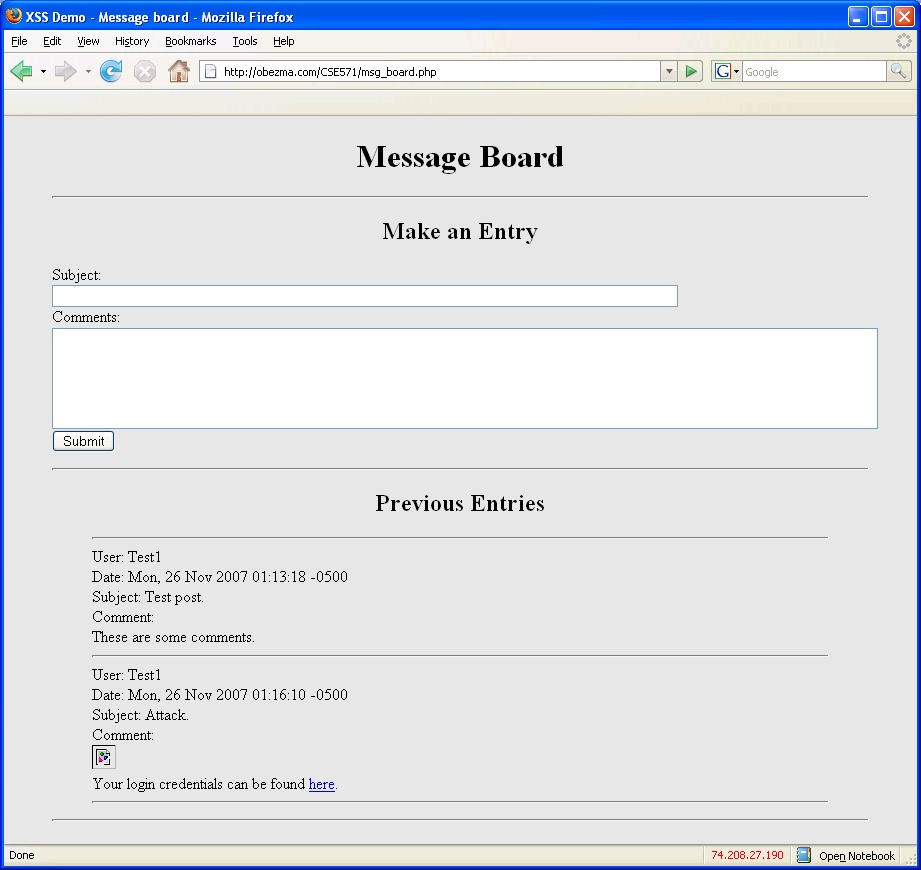 XSS Demo - Message board - Mozilla Firefox
File Edit View History Bookmarks Tools Help
http://obezma.com/CSE571/msg_board.php
G Google
Message Board
Make an Entry
Subject:
Comments:
Submit
Previous Entries
User: Test1
Date: Mon, 26 Nov 2007 01:13:18 -0500
Subject: Test post.
Comment:
These are some comments.
User: Test1
Date: Mon, 26 Nov 2007 01:16:10 -0500
Subject: Attack.
Comment:
Your login credentials can be found here.
Done 74.208.27.190 Open Notebook